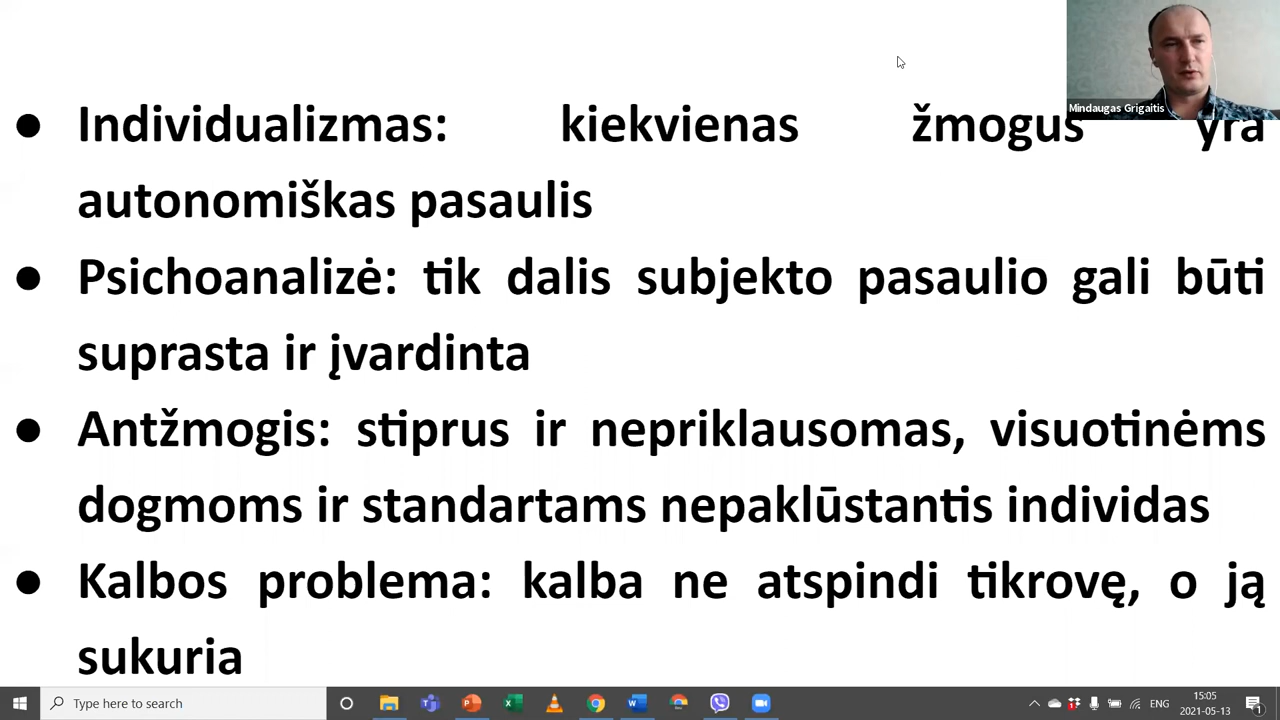 Mindaugas Grigaitis
● Individualizmas: kiekvienas žmogus yra
autonomiškas pasaulis
● Psichoanalizė: tik dalis subjekto pasaulio gali būti
suprasta ir įvardinta
● Antžmogis: stiprus ir nepriklausomas, visuotinėms
dogmoms ir standartams nepaklūstantis individas
● Kalbos problema: kalba ne atspindi tikrovę, o ją
sukuria
Type here to search
ENG
15:05
2021-05-13
1